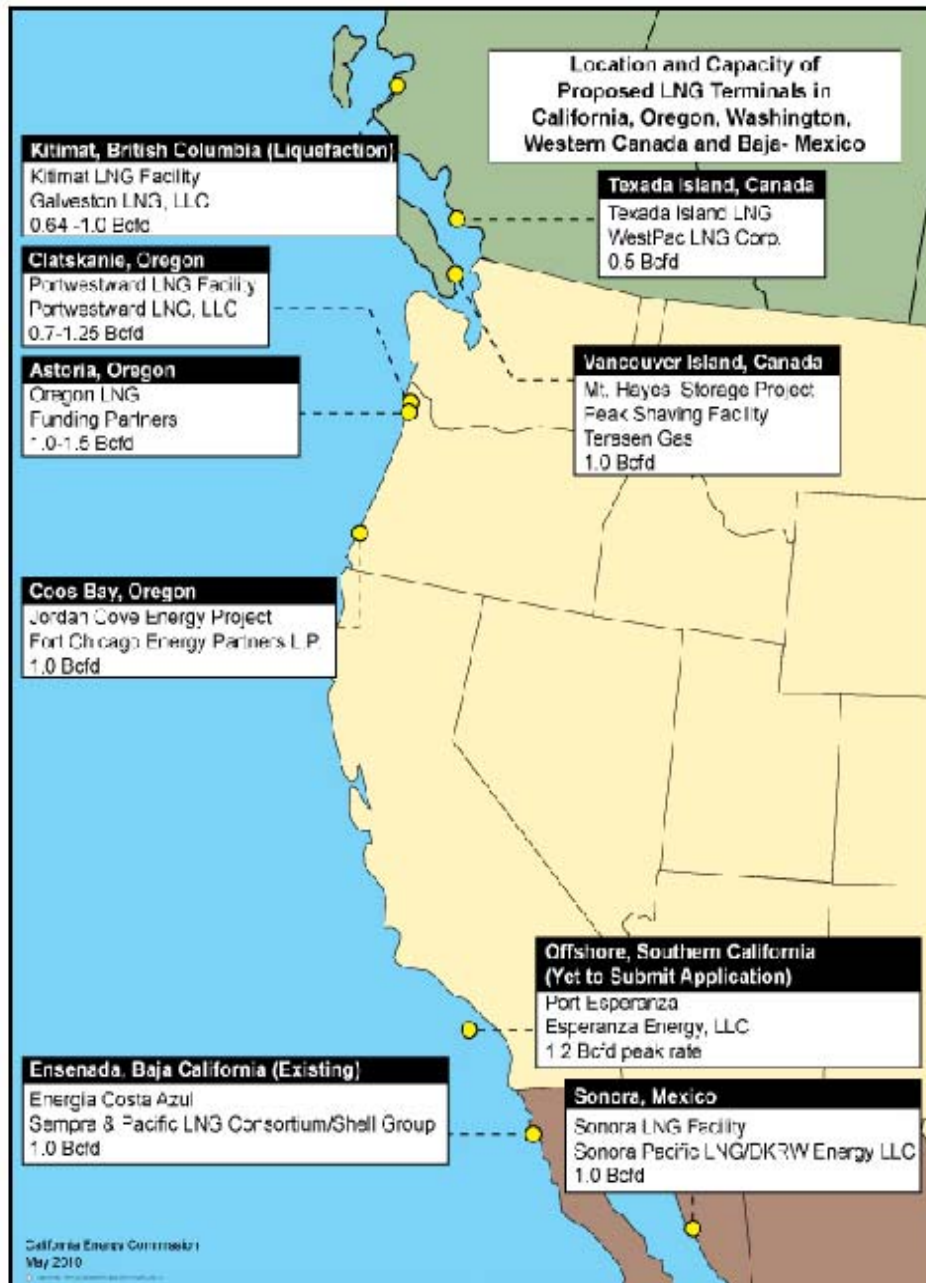 Location and Capacity of
Proposed LNG Terminals in
California, Oregon, Washington,
Western Canada and Baja- Mexico
Kitimat, British Columbia (Liquefaction)
Kitimat LNG Facility
Galveston LNG, LLC
0.64 -1.0 Bcfd
Texada Island, Canada
Texada Island LNG
WestPac LNG Corp.
0.5 Bcfd
Clatskanie, Oregon
Portwestward LNG Facility
Portwestward LNG, LLC
0.7-1.25 Bcfd
Vancouver Island, Canada
Mt. Hayes Storage Project
Peak Shaving Facility
Terasen Gas
1.0 Bcfd
Astoria, Oregon
Oregon LNG
Funding Partners
1.0-1.5 Bcfd
Coos Bay, Oregon
Jordan Cove Energy Project
Fort Chicago Energy Partners L.P.
1.0 Bcfd
Offshore, Southern California
(Yet to Submit Application)
Port Esperanza
Esperanza Energy, LLC
1.2 Bcfd peak rate
Ensenada, Baja California (Existing)
Energia Costa Azul
Sempra & Pacific LNG Consortium/Shell Group
1.0 Bcfd
Sonora, Mexico
Sonora LNG Facility
Sonora Pacific LNG/DKRW Energy LLC
1.0 Bcfd
California Energy Commission
May 2010